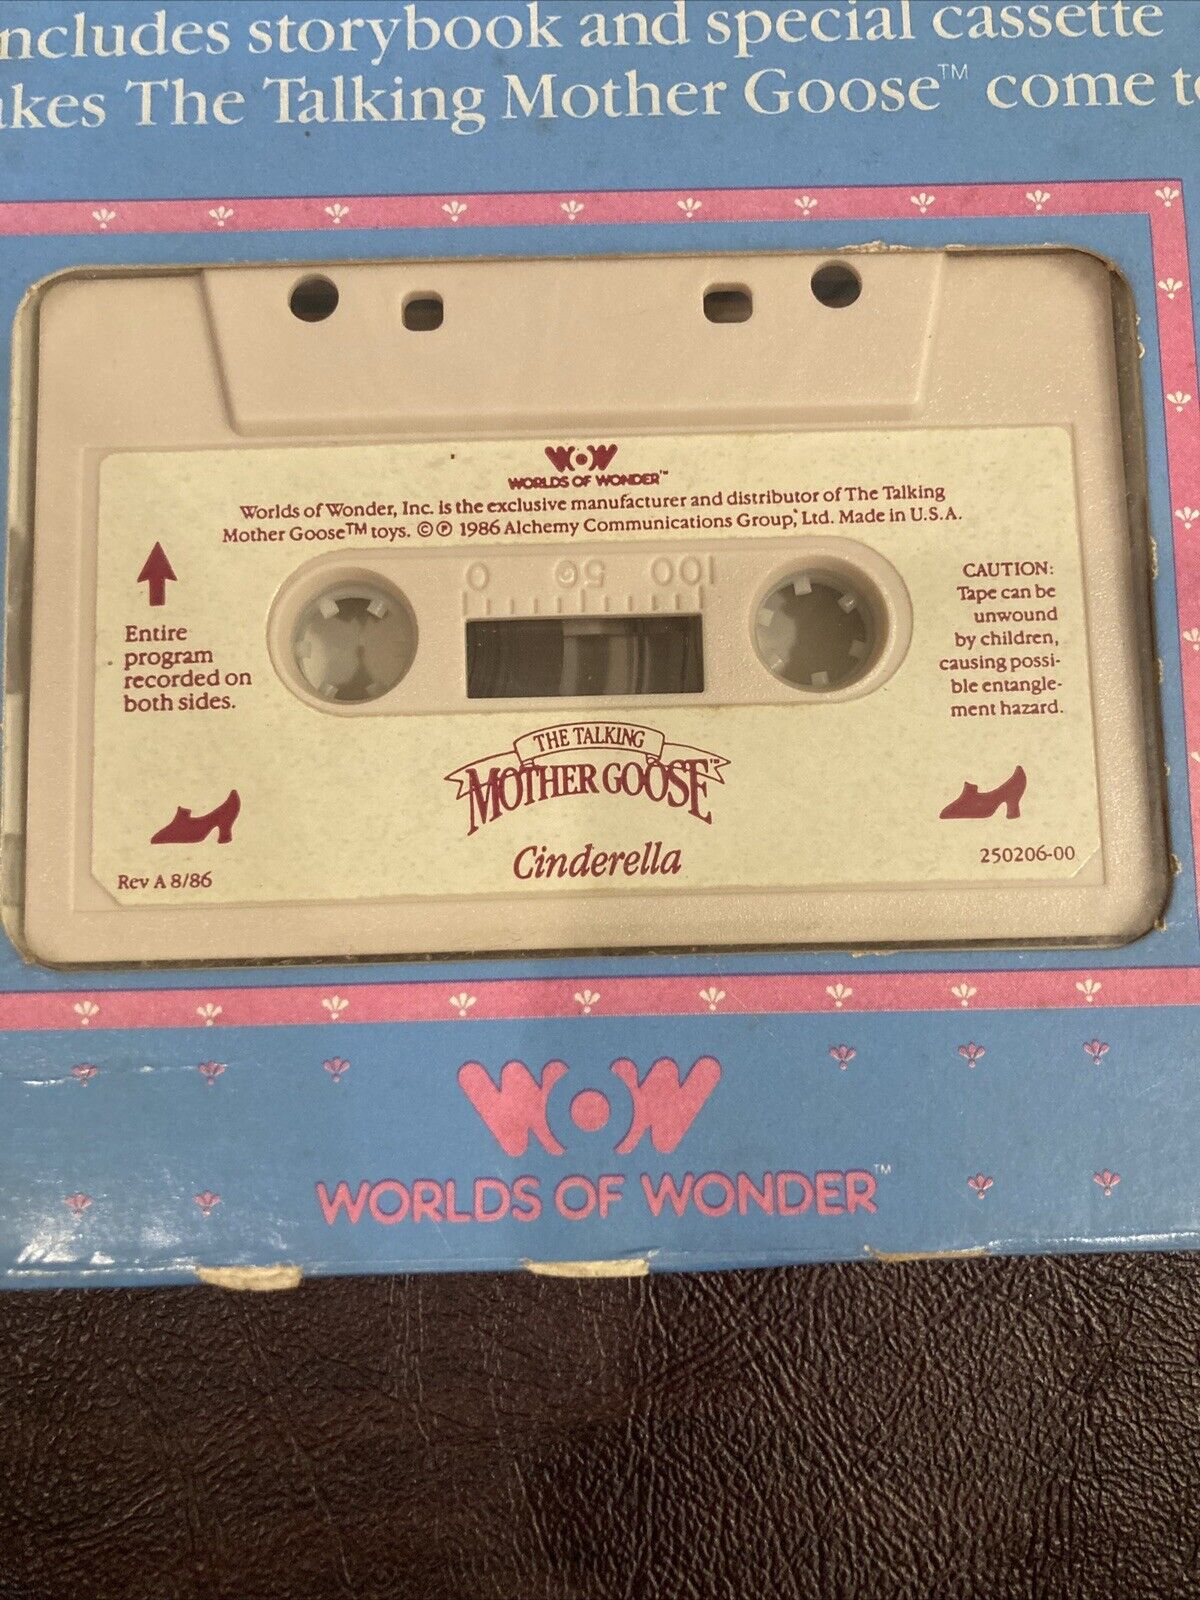 ncludes storybook and special cassette
akes The Talking Mother Goose™ come to
WOW
WORLDS OF WONDER™
Worlds of Wonder, Inc. is the exclusive manufacturer and distributor of The Talking
Mother Goose™ toys. ©℗ 1986 Alchemy Communications Group, Ltd. Made in U.S.A.
0 50 100
Entire
program
recorded on
both sides.
CAUTION:
Tape can be
unwound
by children,
causing possi-
ble entangle-
ment hazard.
THE TALKING
MOTHER GOOSE™
Cinderella
Rev A 8/86
250206-00
WOW
WORLDS OF WONDER™